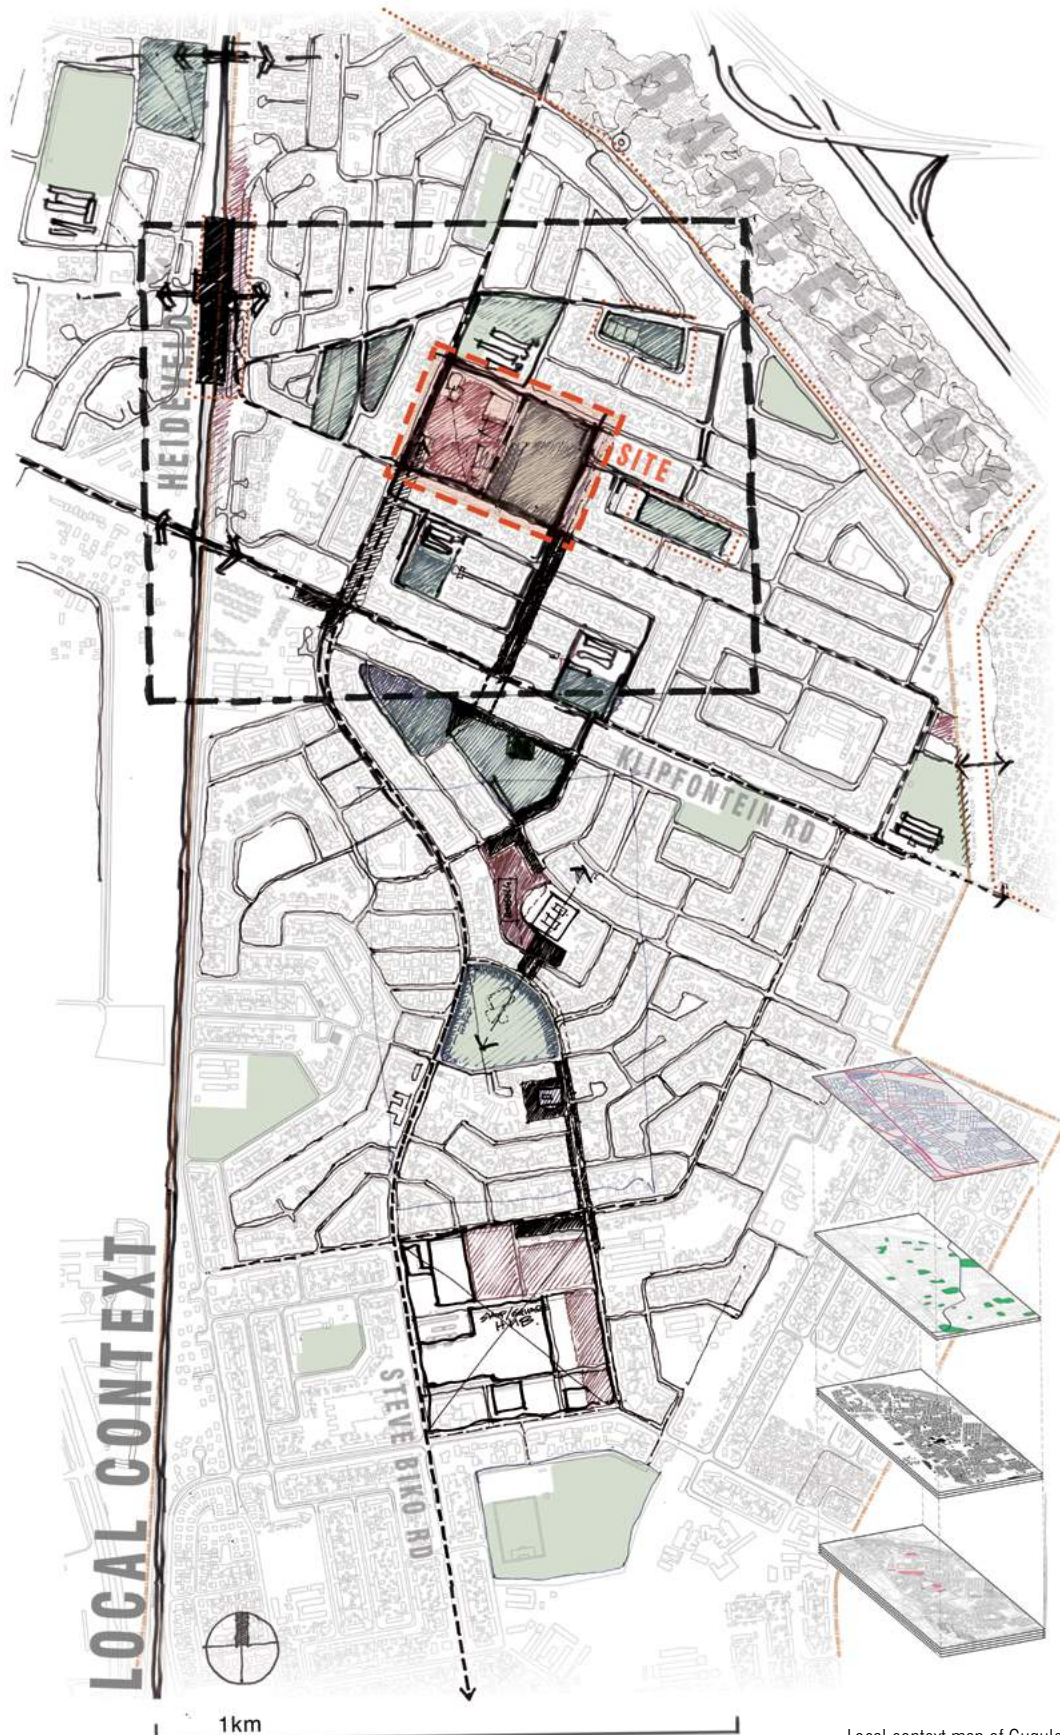 BARCELONA
HEIDEVELD
SITE
KLIPFONTEIN RD
LOCAL CONTEXT
STEVE BIKO RD
1km